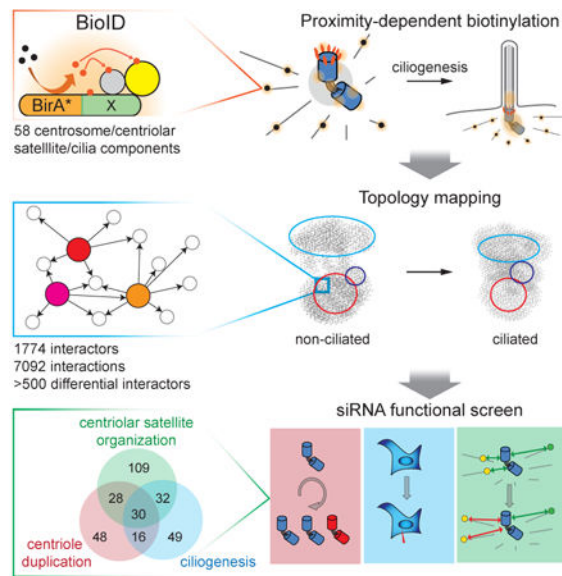 BioID
BirA*
X
58 centrosome/centriolar
satelllite/cilia components
Proximity-dependent biotinylation
ciliogenesis
Topology mapping
1774 interactors
7092 interactions
>500 differential interactors
non-ciliated
ciliated
siRNA functional screen
centriolar satellite
organization
109
28
32
30
48
16
49
centriole
duplication
ciliogenesis